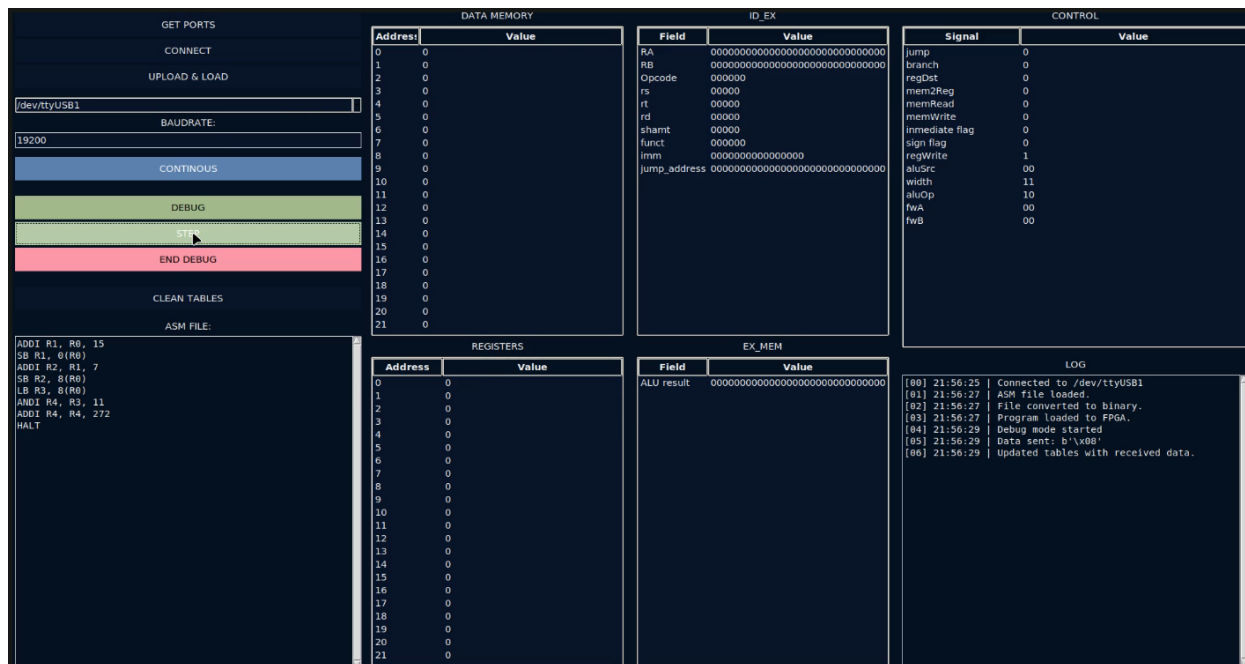 GET PORTS
CONNECT
UPLOAD & LOAD
/dev/ttyUSB1
BAUDRATE:
19200
CONTINOUS
DEBUG
STEP
END DEBUG
CLEAN TABLES
ASM FILE:
ADDI R1, R0, 15
SB R1, 0(R0)
ADDI R2, R1, 7
SB R2, 8(R0)
LB R3, 8(R0)
ANDI R4, R3, 11
ADDI R4, R4, 272
HALT
DATA MEMORY
Address Value
0 0
1 0
2 0
3 0
4 0
5 0
6 0
7 0
8 0
9 0
10 0
11 0
12 0
13 0
14 0
15 0
16 0
17 0
18 0
19 0
20 0
21 0
REGISTERS
Address Value
0 0
1 0
2 0
3 0
4 0
5 0
6 0
7 0
8 0
9 0
10 0
11 0
12 0
13 0
14 0
15 0
16 0
17 0
18 0
19 0
20 0
21 0
ID_EX
Field Value
RA 00000000000000000000000000000
RB 00000000000000000000000000000
Opcode 000000
rs 00000
rt 00000
rd 00000
shamt 00000
funct 000000
imm 0000000000000000
jump_address 00000000000000000000000000000
EX_MEM
Field Value
ALU result 00000000000000000000000000000
CONTROL
Signal Value
jump 0
branch 0
regDst 0
mem2Reg 0
memRead 0
memWrite 0
inmediate flag 0
sign flag 0
regWrite 1
aluSrc 00
width 11
aluOp 10
fwA 00
fwB 00
LOG
[00] 21:56:25 | Connected to /dev/ttyUSB1
[01] 21:56:27 | ASM file loaded.
[02] 21:56:27 | File converted to binary.
[03] 21:56:27 | Program loaded to FPGA.
[04] 21:56:29 | Debug mode started
[05] 21:56:29 | Data sent: b'\x08'
[06] 21:56:29 | Updated tables with received data.